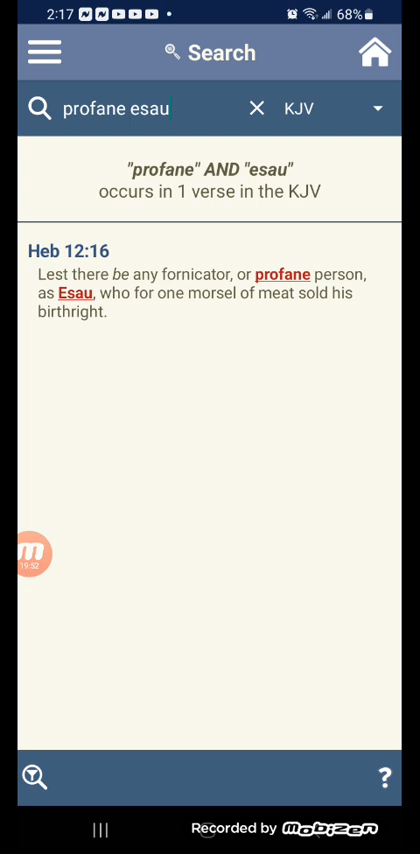 2:17 68%
Search
profane esau KJV
"profane" AND "esau"
occurs in 1 verse in the KJV
Heb 12:16
Lest there be any fornicator, or profane person,
as Esau, who for one morsel of meat sold his
birthright.
m
19:52
?
Recorded by mobizen